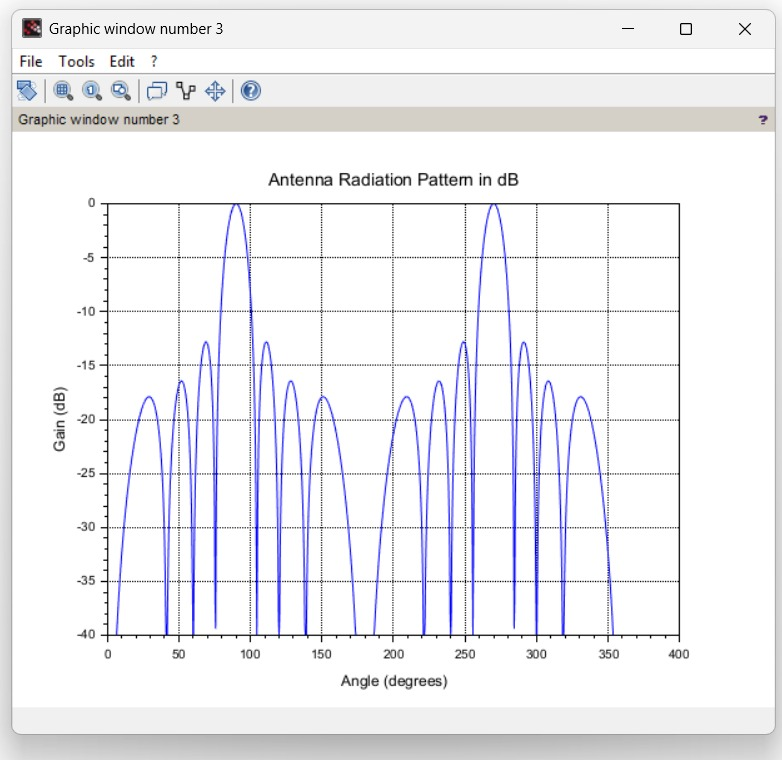 Graphic window number 3
File Tools Edit ?
Graphic window number 3 ?
Antenna Radiation Pattern in dB
0
-5
-10
-15
-20
-25
-30
-35
-40
Gain (dB)
0 50 100 150 200 250 300 350 400
Angle (degrees)